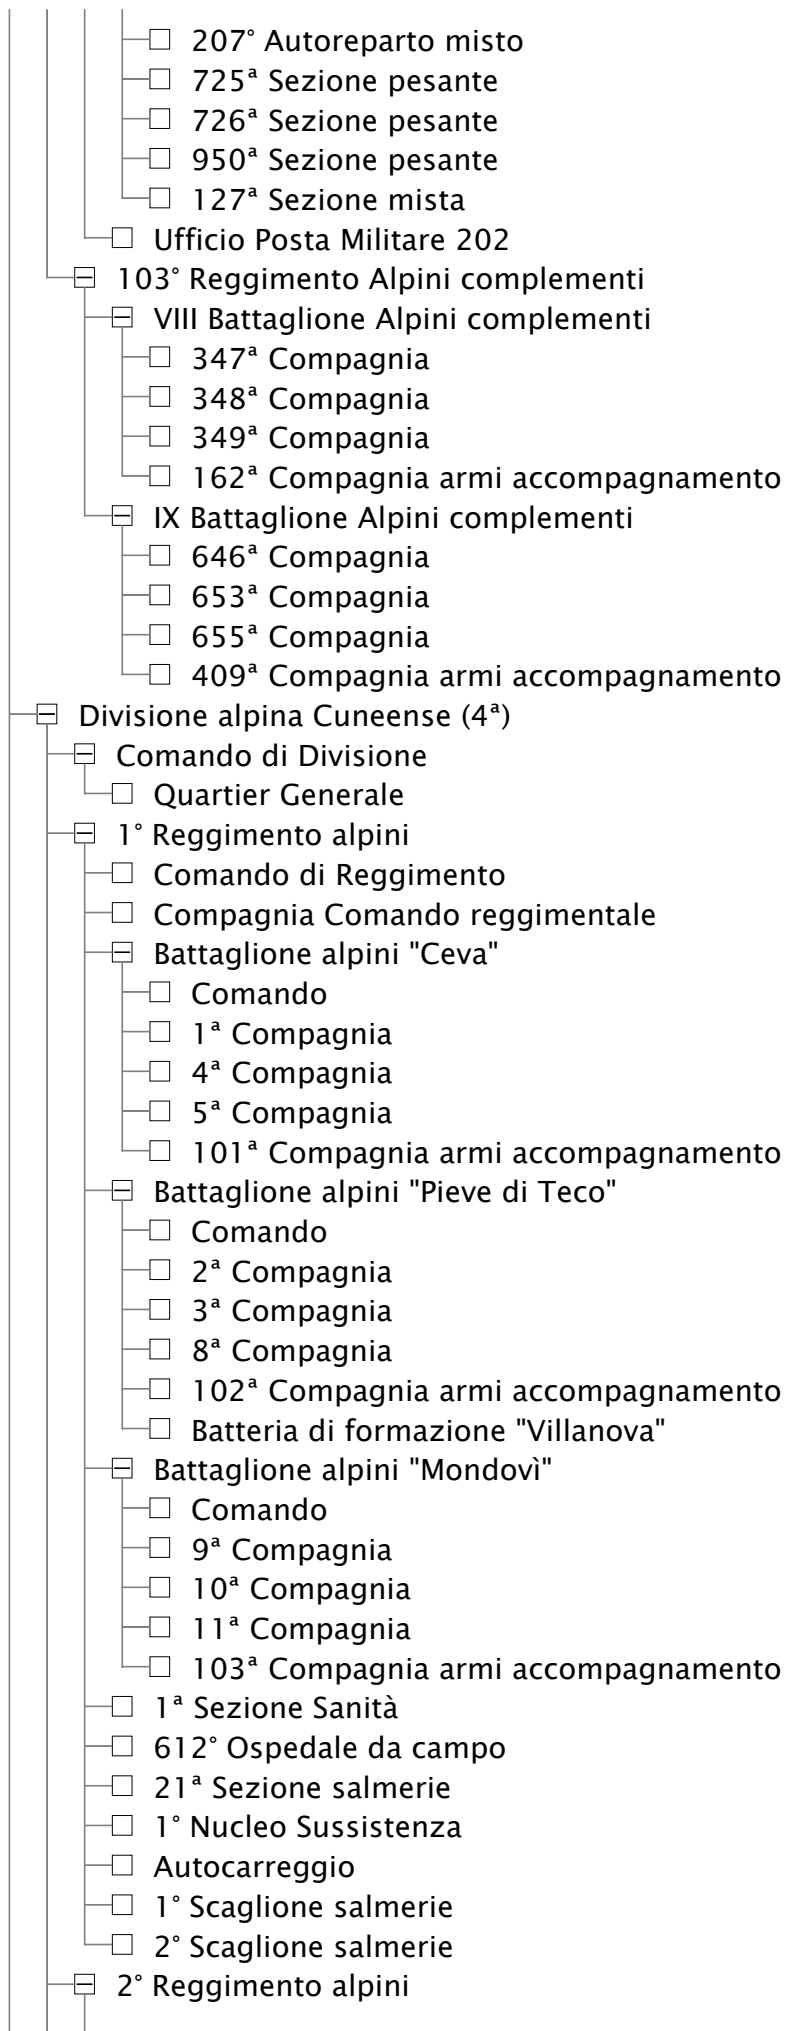 207° Autoreparto misto
725ª Sezione pesante
726ª Sezione pesante
950ª Sezione pesante
127ª Sezione mista
Ufficio Posta Militare 202
103° Reggimento Alpini complementi
VIII Battaglione Alpini complementi
347ª Compagnia
348ª Compagnia
349ª Compagnia
162ª Compagnia armi accompagnamento
IX Battaglione Alpini complementi
646ª Compagnia
653ª Compagnia
655ª Compagnia
409ª Compagnia armi accompagnamento
Divisione alpina Cuneense (4ª)
Comando di Divisione
Quartier Generale
1° Reggimento alpini
Comando di Reggimento
Compagnia Comando reggimentale
Battaglione alpini "Ceva"
Comando
1ª Compagnia
4ª Compagnia
5ª Compagnia
101ª Compagnia armi accompagnamento
Battaglione alpini "Pieve di Teco"
Comando
2ª Compagnia
3ª Compagnia
8ª Compagnia
102ª Compagnia armi accompagnamento
Batteria di formazione "Villanova"
Battaglione alpini "Mondovì"
Comando
9ª Compagnia
10ª Compagnia
11ª Compagnia
103ª Compagnia armi accompagnamento
1ª Sezione Sanità
612° Ospedale da campo
21ª Sezione salmerie
1° Nucleo Sussistenza
Autocarreggio
1° Scaglione salmerie
2° Scaglione salmerie
2° Reggimento alpini